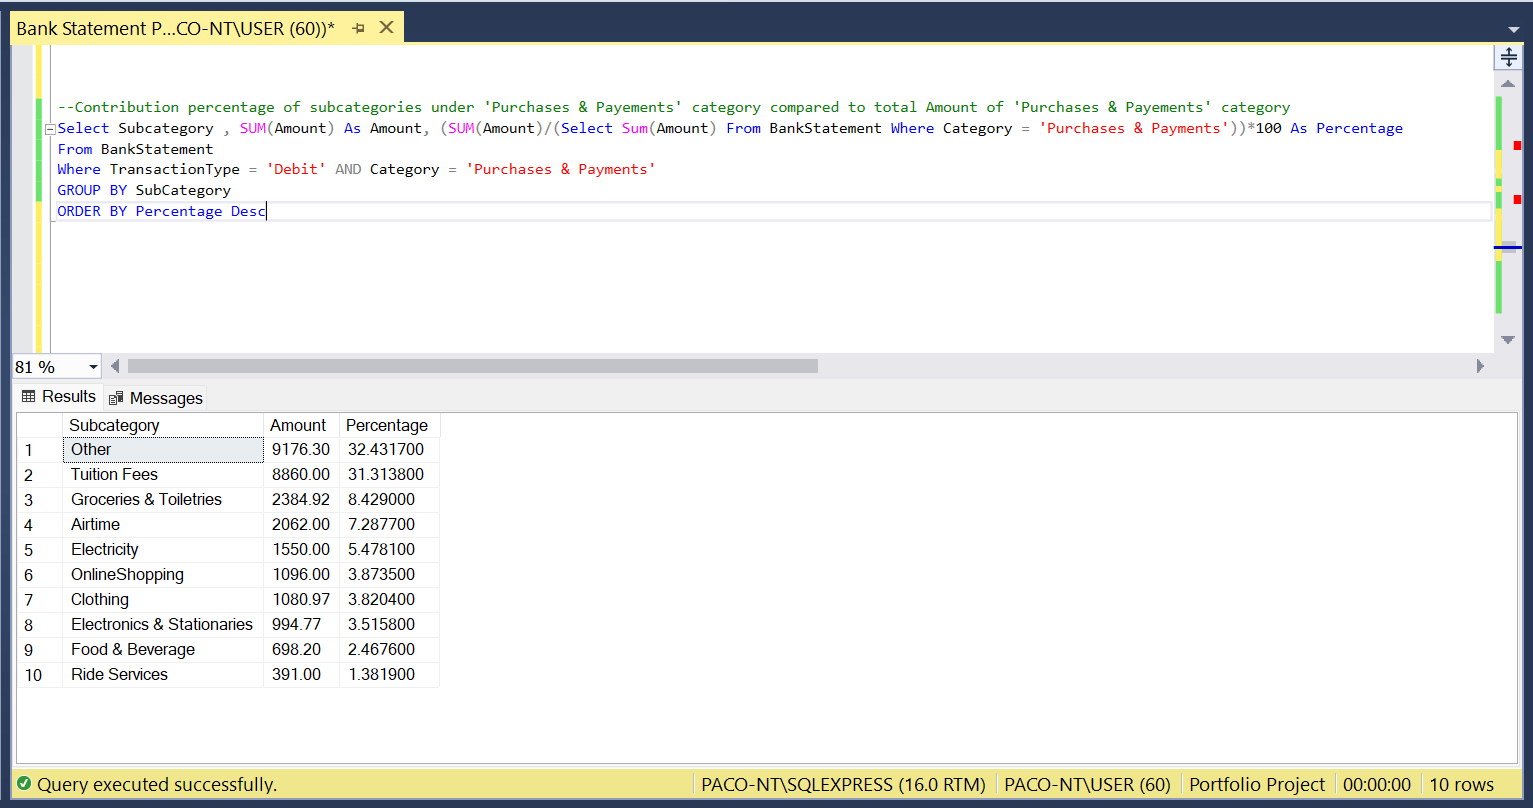 Bank Statement P...CO-NT\USER (60))*
--Contribution percentage of subcategories under 'Purchases & Payements' category compared to total Amount of 'Purchases & Payements' category
Select Subcategory , SUM(Amount) As Amount, (SUM(Amount)/(Select Sum(Amount) From BankStatement Where Category = 'Purchases & Payments'))*100 As Percentage
From BankStatement
Where TransactionType = 'Debit' AND Category = 'Purchases & Payments'
GROUP BY SubCategory
ORDER BY Percentage Desc
81 %
Results Messages
Subcategory Amount Percentage
1 Other 9176.30 32.431700
2 Tuition Fees 8860.00 31.313800
3 Groceries & Toiletries 2384.92 8.429000
4 Airtime 2062.00 7.287700
5 Electricity 1550.00 5.478100
6 OnlineShopping 1096.00 3.873500
7 Clothing 1080.97 3.820400
8 Electronics & Stationaries 994.77 3.515800
9 Food & Beverage 698.20 2.467600
10 Ride Services 391.00 1.381900
Query executed successfully. PACO-NT\SQLEXPRESS (16.0 RTM) PACO-NT\USER (60) Portfolio Project 00:00:00 10 rows